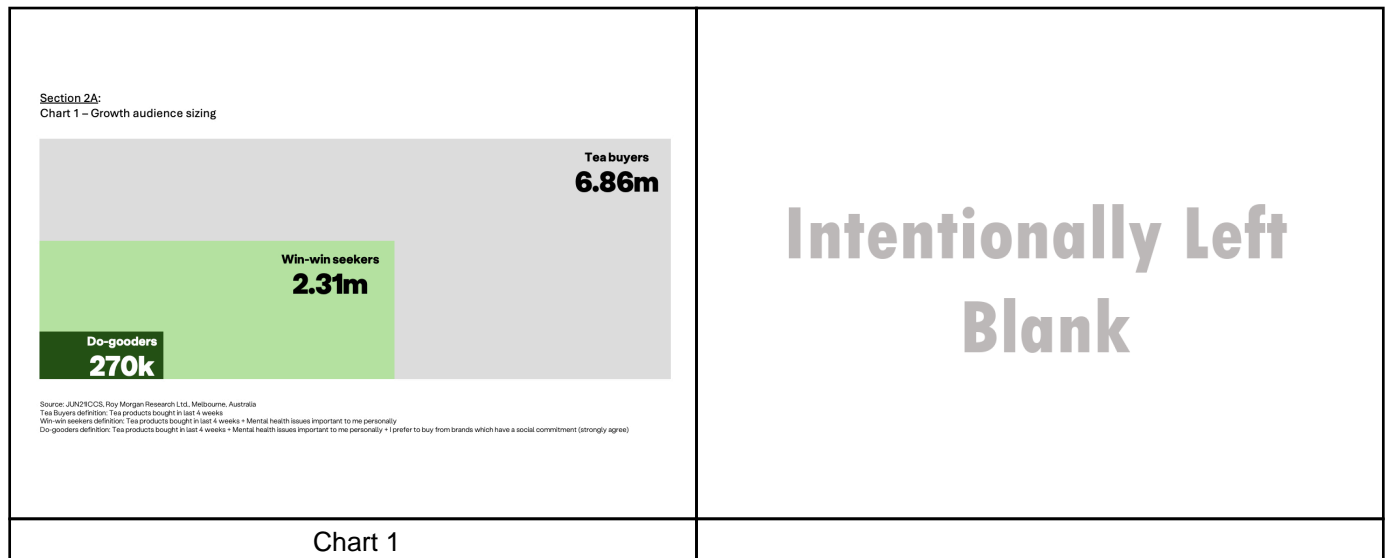 Section 2A:
Chart 1 – Growth audience sizing
Tea buyers
6.86m
Win-win seekers
2.31m
Do-gooders
270k
Source: JUN21ICCS, Roy Morgan Research Ltd., Melbourne, Australia
Tea Buyers definition: Tea products bought in last 4 weeks
Win-win seekers definition: Tea products bought in last 4 weeks + Mental health issues important to me personally
Do-gooders definition: Tea products bought in last 4 weeks + Mental health issues important to me personally + I prefer to buy from brands which have a social commitment (strongly agree)
Chart 1
Intentionally Left
Blank